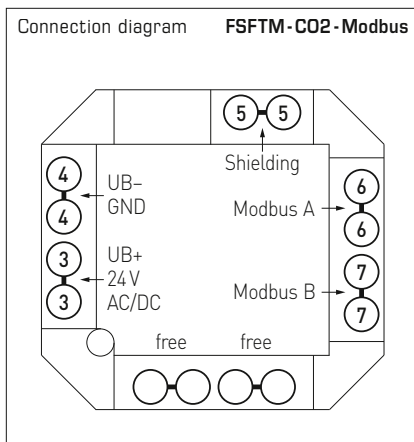 Connection diagram FSFTM-CO2-Modbus
5 5
Shielding
4
UB–
GND
4
6
Modbus A
6
3
UB+
24 V
AC/DC
3
7
Modbus B
7
free free